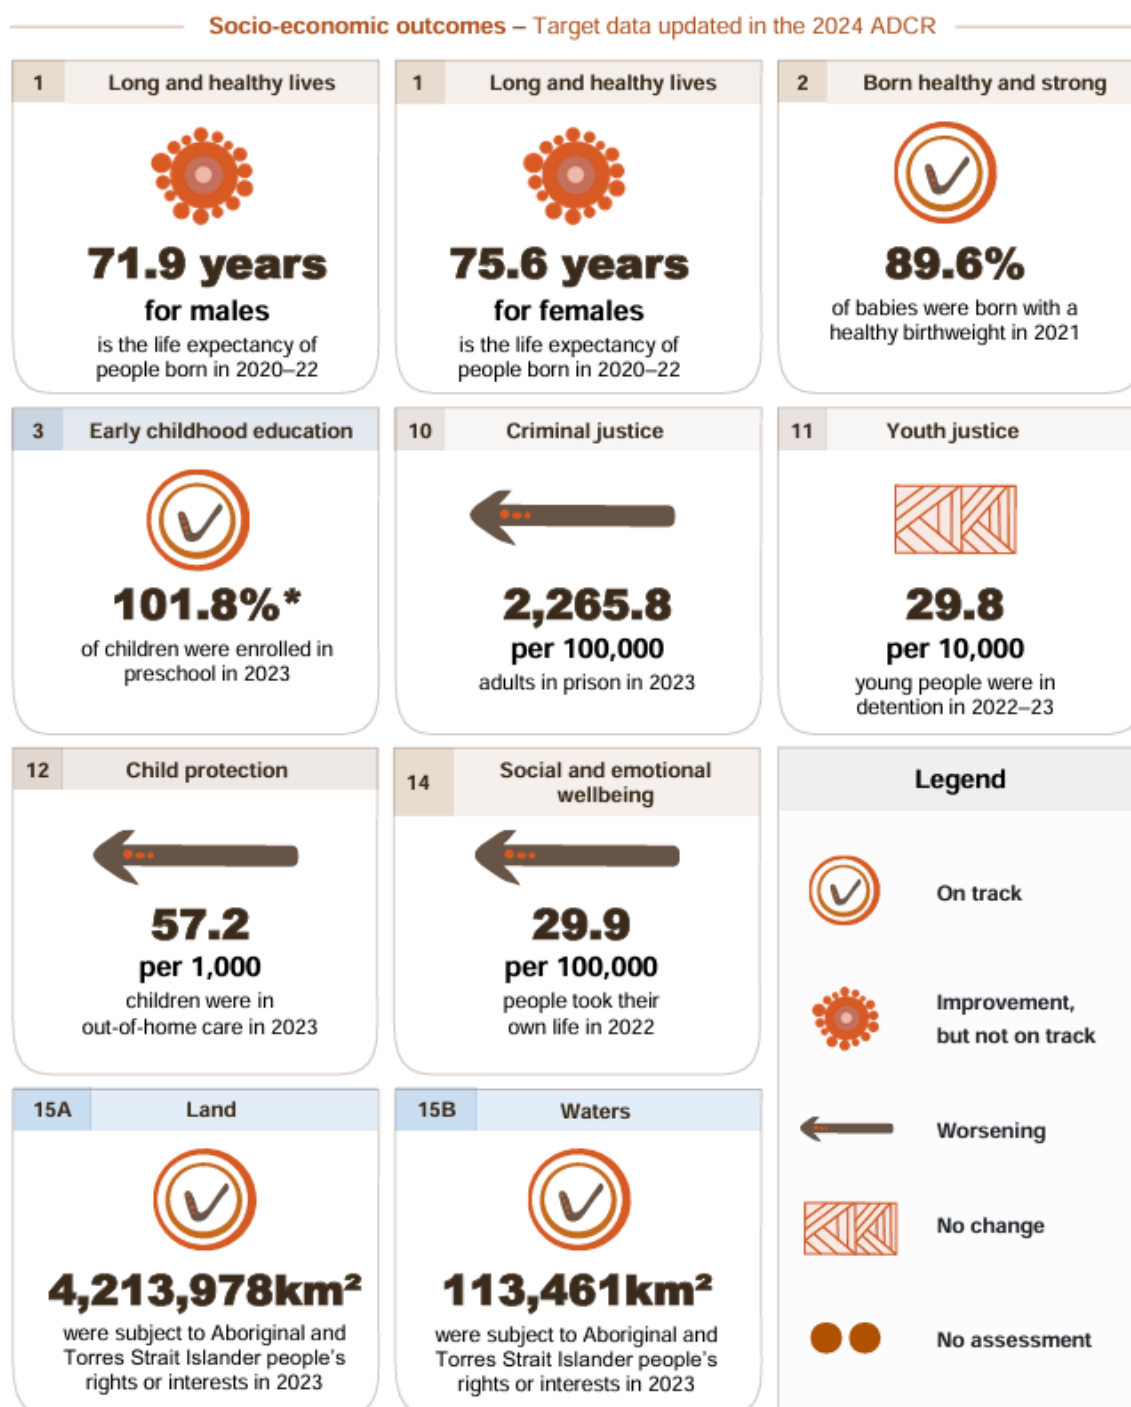 Socio-economic outcomes – Target data updated in the 2024 ADCR
1 Long and healthy lives
71.9 years
for males
is the life expectancy of
people born in 2020–22
1 Long and healthy lives
75.6 years
for females
is the life expectancy of
people born in 2020–22
2 Born healthy and strong
89.6%
of babies were born with a
healthy birthweight in 2021
3 Early childhood education
101.8%*
of children were enrolled in
preschool in 2023
10 Criminal justice
2,265.8
per 100,000
adults in prison in 2023
11 Youth justice
29.8
per 10,000
young people were in
detention in 2022–23
12 Child protection
57.2
per 1,000
children were in
out-of-home care in 2023
14 Social and emotional
wellbeing
29.9
per 100,000
people took their
own life in 2022
15A Land
4,213,978km²
were subject to Aboriginal and
Torres Strait Islander people’s
rights or interests in 2023
15B Waters
113,461km²
were subject to Aboriginal and
Torres Strait Islander people’s
rights or interests in 2023
Legend
On track
Improvement,
but not on track
Worsening
No change
No assessment